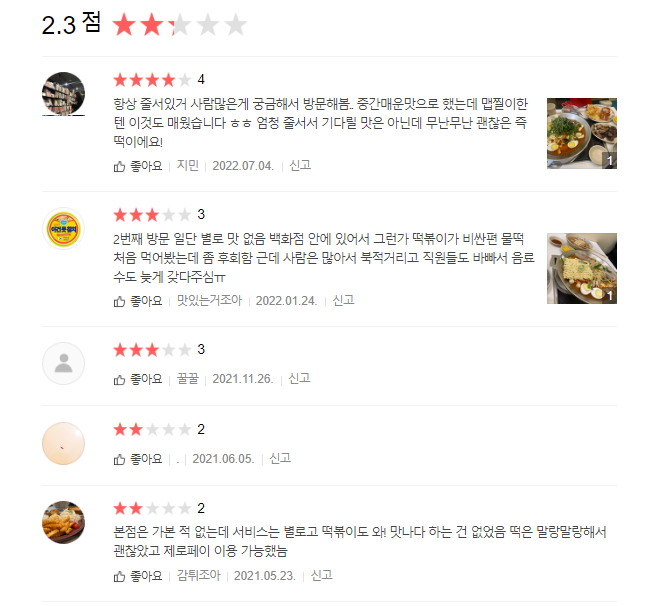 2.3 점
4
항상 줄서있거 사람많은게 궁금해서 방문해봄.. 중간매운맛으로 했는데 맵찔이한
텐 이것도 매웠습니다 ㅎㅎ 엄청 줄서서 기다릴 맛은 아닌데 무난무난 괜찮은 즉
떡이에요!
1
좋아요 지민 2022.07.04. 신고
3
2번째 방문 일단 별로 맛 없음 백화점 안에 있어서 그런가 떡볶이가 비싼편 물떡
처음 먹어봤는데 좀 후회함 근데 사람은 많아서 북적거리고 직원들도 바빠서 음료
수도 늦게 갖다주심ㅠ
1
좋아요 맛있는거조아 2022.01.24. 신고
3
좋아요 꿀꿀 2021.11.26. 신고
2
좋아요 . 2021.06.05. 신고
2
본점은 가본 적 없는데 서비스는 별로고 떡볶이도 와! 맛나다 하는 건 없었음 떡은 말랑말랑해서
괜찮았고 제로페이 이용 가능했늠
좋아요 감튀조아 2021.05.23. 신고